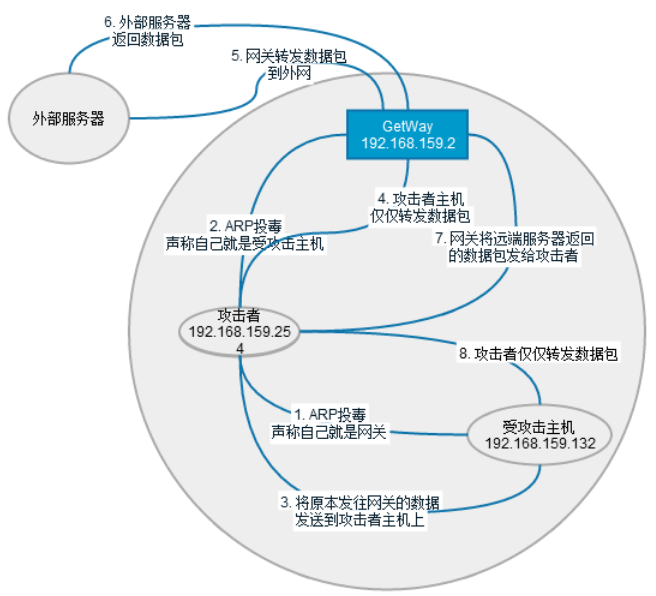 6. 外部服务器
返回数据包
5. 网关转发数据包
到外网
外部服务器
GetWay
192.168.159.2
4. 攻击者主机
仅仅转发数据包
2. ARP投毒
声称自己就是受攻击主机
7. 网关将远端服务器返回
的数据包发给攻击者
攻击者
192.168.159.25
4
8. 攻击者仅仅转发数据包
1. ARP投毒
声称自己就是网关
受攻击主机
192.168.159.132
3. 将原本发往网关的数据
发送到攻击者主机上